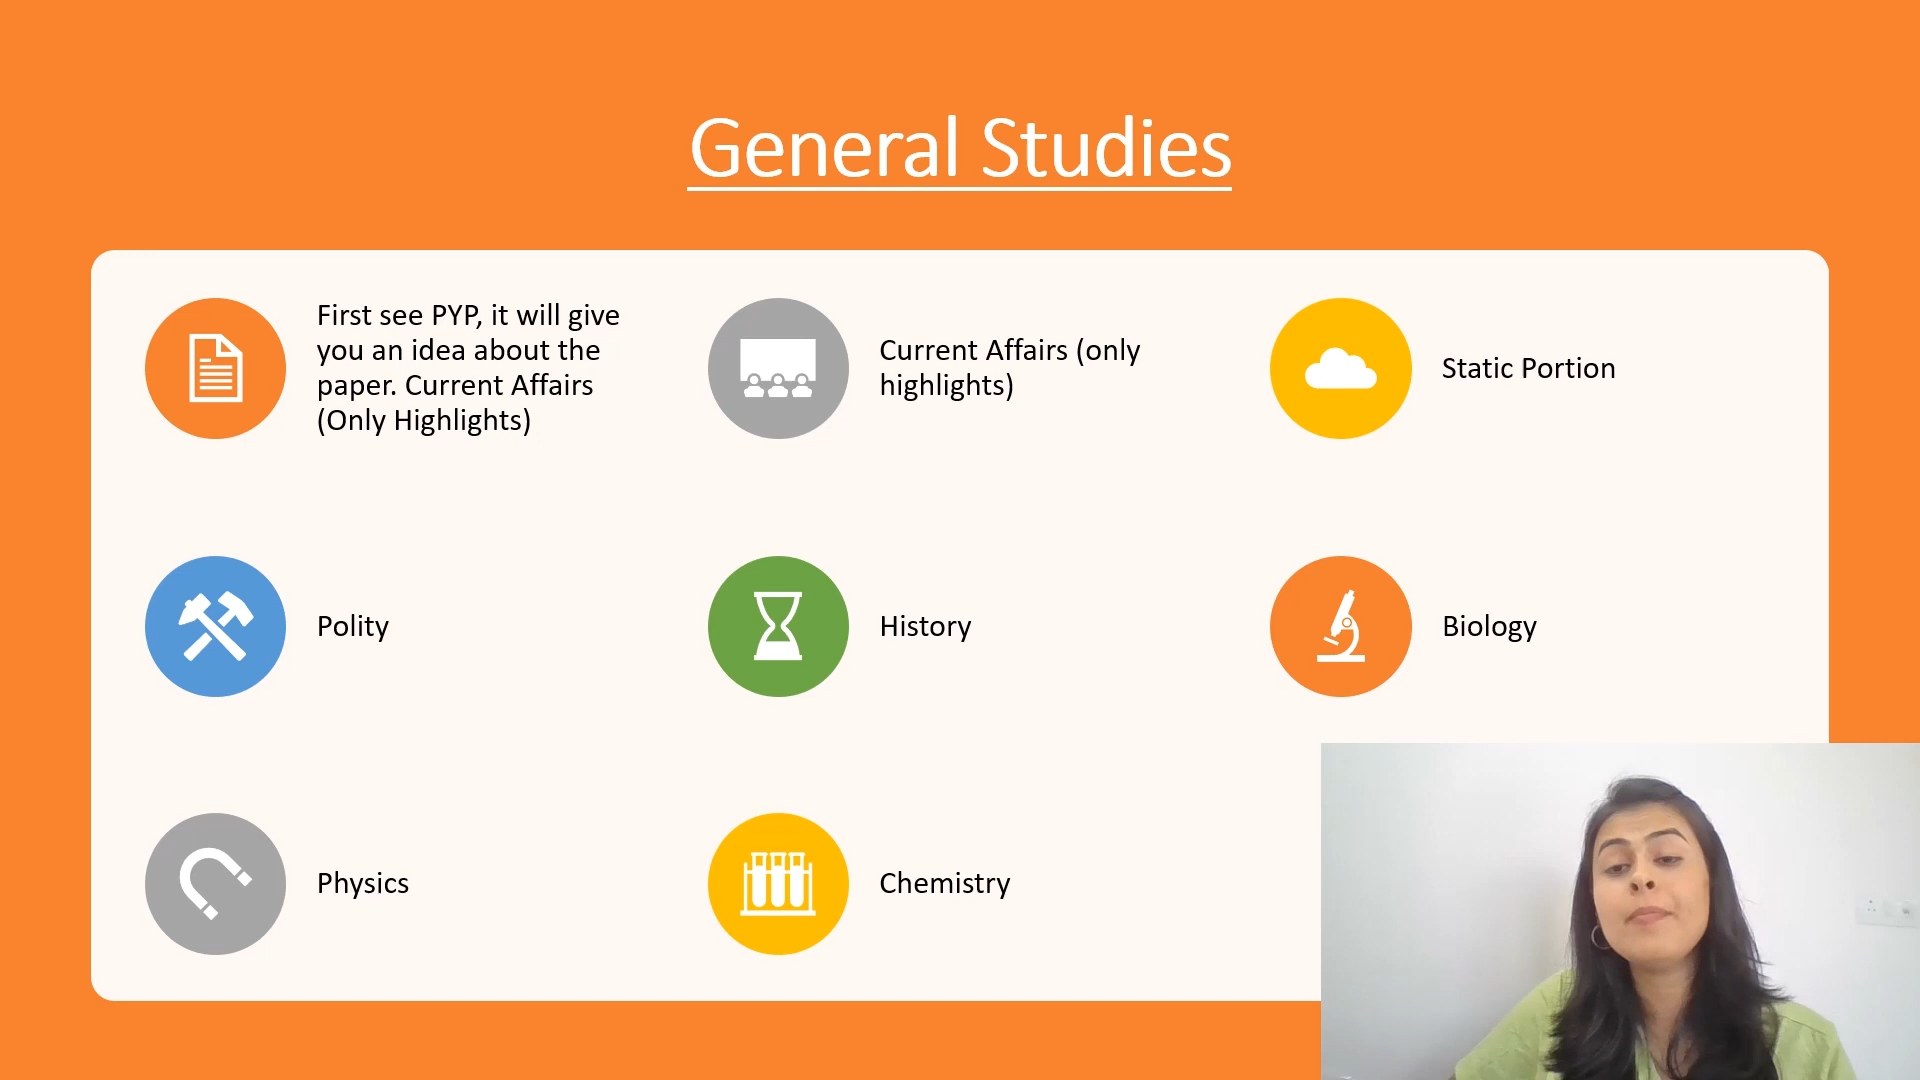 General Studies
First see PYP, it will give
you an idea about the
paper. Current Affairs
(Only Highlights)
Current Affairs (only
highlights)
Static Portion
Polity
History
Biology
Physics
Chemistry